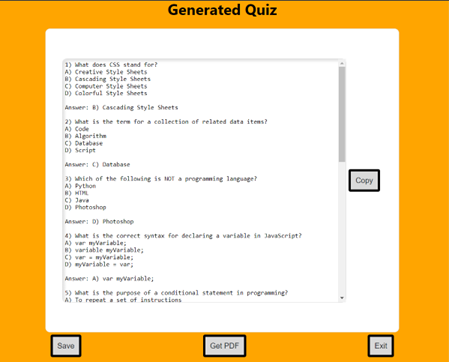 Generated Quiz
1) What does CSS stand for?
A) Creative Style Sheets
B) Cascading Style Sheets
C) Computer Style Sheets
D) Colorful Style Sheets
Answer: B) Cascading Style Sheets
2) What is the term for a collection of related data items?
A) Code
B) Algorithm
C) Database
D) Script
Answer: C) Database
3) Which of the following is NOT a programming language?
A) Python
B) HTML
C) Java
D) Photoshop
Answer: D) Photoshop
4) What is the correct syntax for declaring a variable in JavaScript?
A) var myVariable;
B) variable myVariable;
C) var = myVariable;
D) myVariable = var;
Answer: A) var myVariable;
5) What is the purpose of a conditional statement in programming?
A) To repeat a set of instructions
Copy
Save
Get PDF
Exit